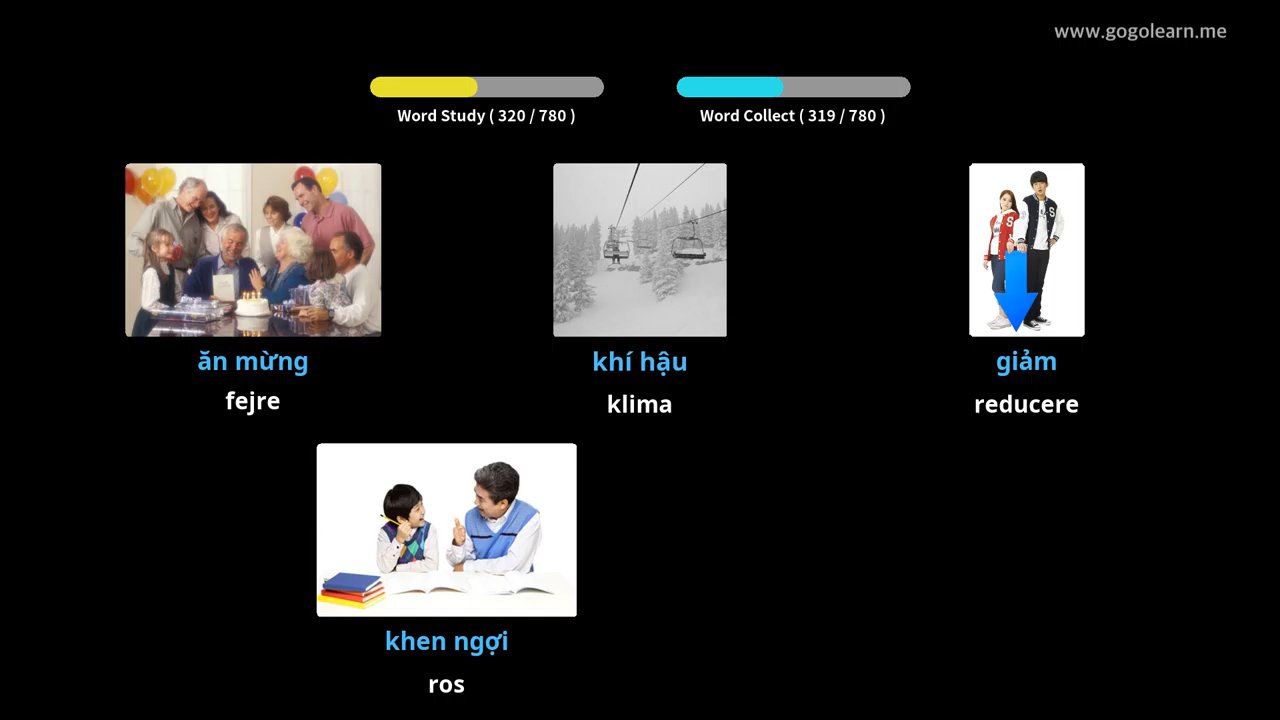 www.gogolearn.me
Word Study ( 320 / 780 )
Word Collect ( 319 / 780 )
ăn mừng
fejre
khí hậu
klima
giảm
reducere
khen ngợi
ros